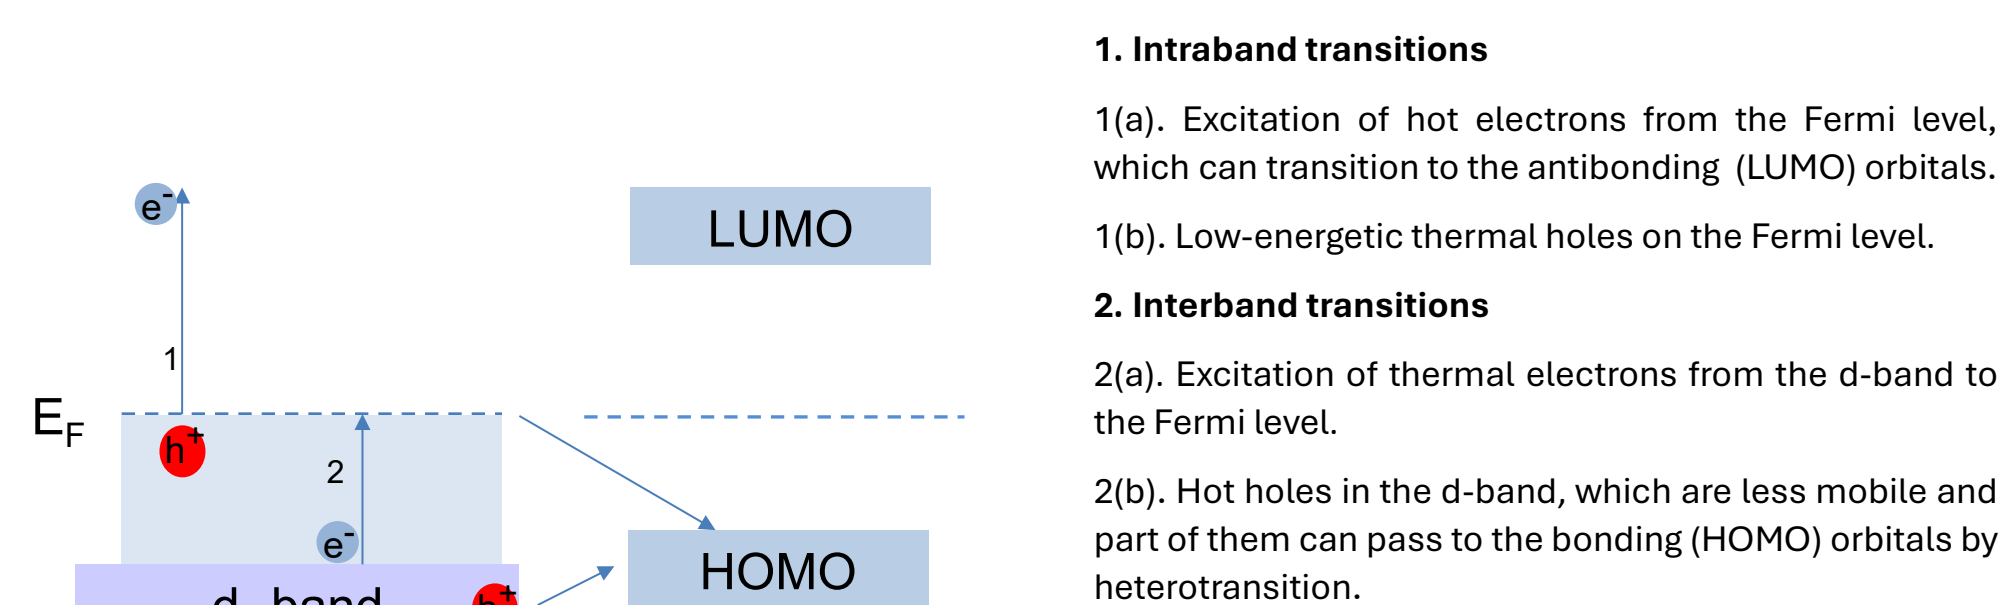 1. Intraband transitions
1(a). Excitation of hot electrons from the Fermi level,
which can transition to the antibonding (LUMO) orbitals.
1(b). Low-energetic thermal holes on the Fermi level.
2. Interband transitions
2(a). Excitation of thermal electrons from the d-band to
the Fermi level.
2(b). Hot holes in the d-band, which are less mobile and
part of them can pass to the bonding (HOMO) orbitals by
heterotransition.
e-
LUMO
1
EF
h+
2
e-
HOMO
d-band
h+